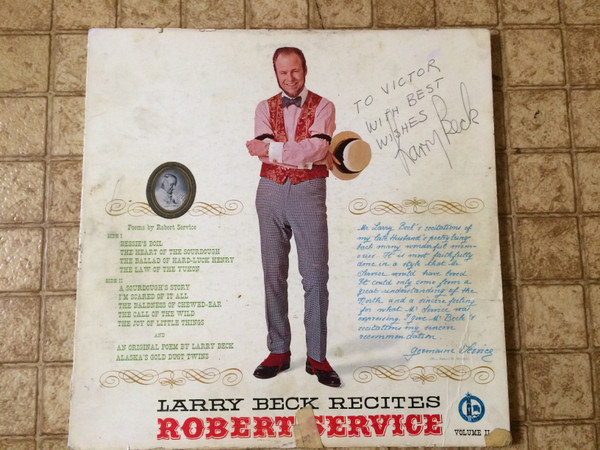 TO VICTOR
WITH BEST
WISHES
Larry Beck
Poems by Robert Service
SIDE I
BESSIE'S BOIL
THE HEART OF THE SOURDOUGH
THE BALLAD OF HARD-LUCK HENRY
THE LAW OF THE YUKON
SIDE II
A SOURDOUGH'S STORY
I'M SCARED OF IT ALL
THE BALDNESS OF CHEWED-EAR
THE CALL OF THE WILD
THE JOY OF LITTLE THINGS
AND
AN ORIGINAL POEM BY LARRY BECK
ALASKA'S GOLD DUST TWINS
Mr Larry Beck's recitations of
my late Husband's poetry brings
back many wonderful mem-
ories. It is most faithfully
done in a style that R.
Service would have loved.
It could only come from a
great understanding of the
North and a sincere feeling
for what Mr Service was
expressing. I give Mr Beck's
recitations my sincere
recommendation
Germaine Service
LARRY BECK RECITES
ROBERT SERVICE
VOLUME II